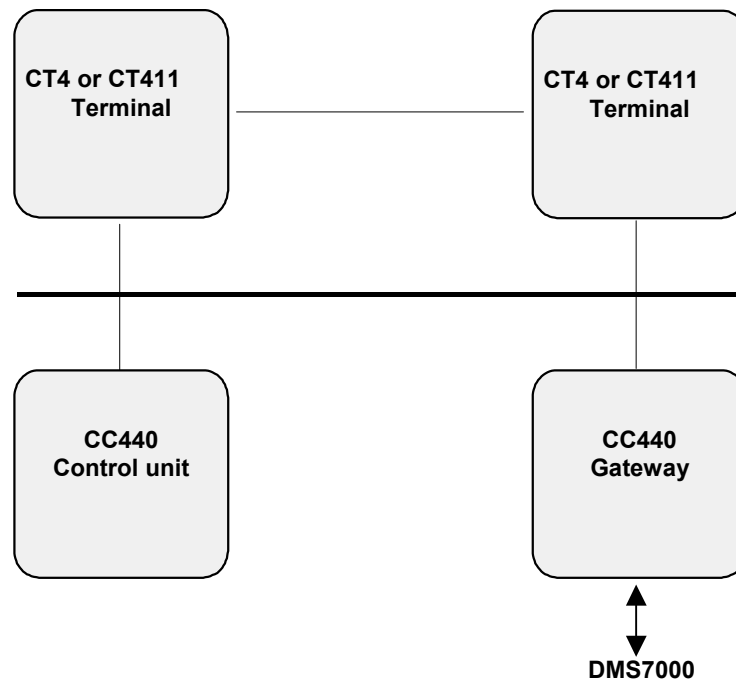 CT4 or CT411
Terminal
CT4 or CT411
Terminal
CC440
Control unit
CC440
Gateway
DMS7000